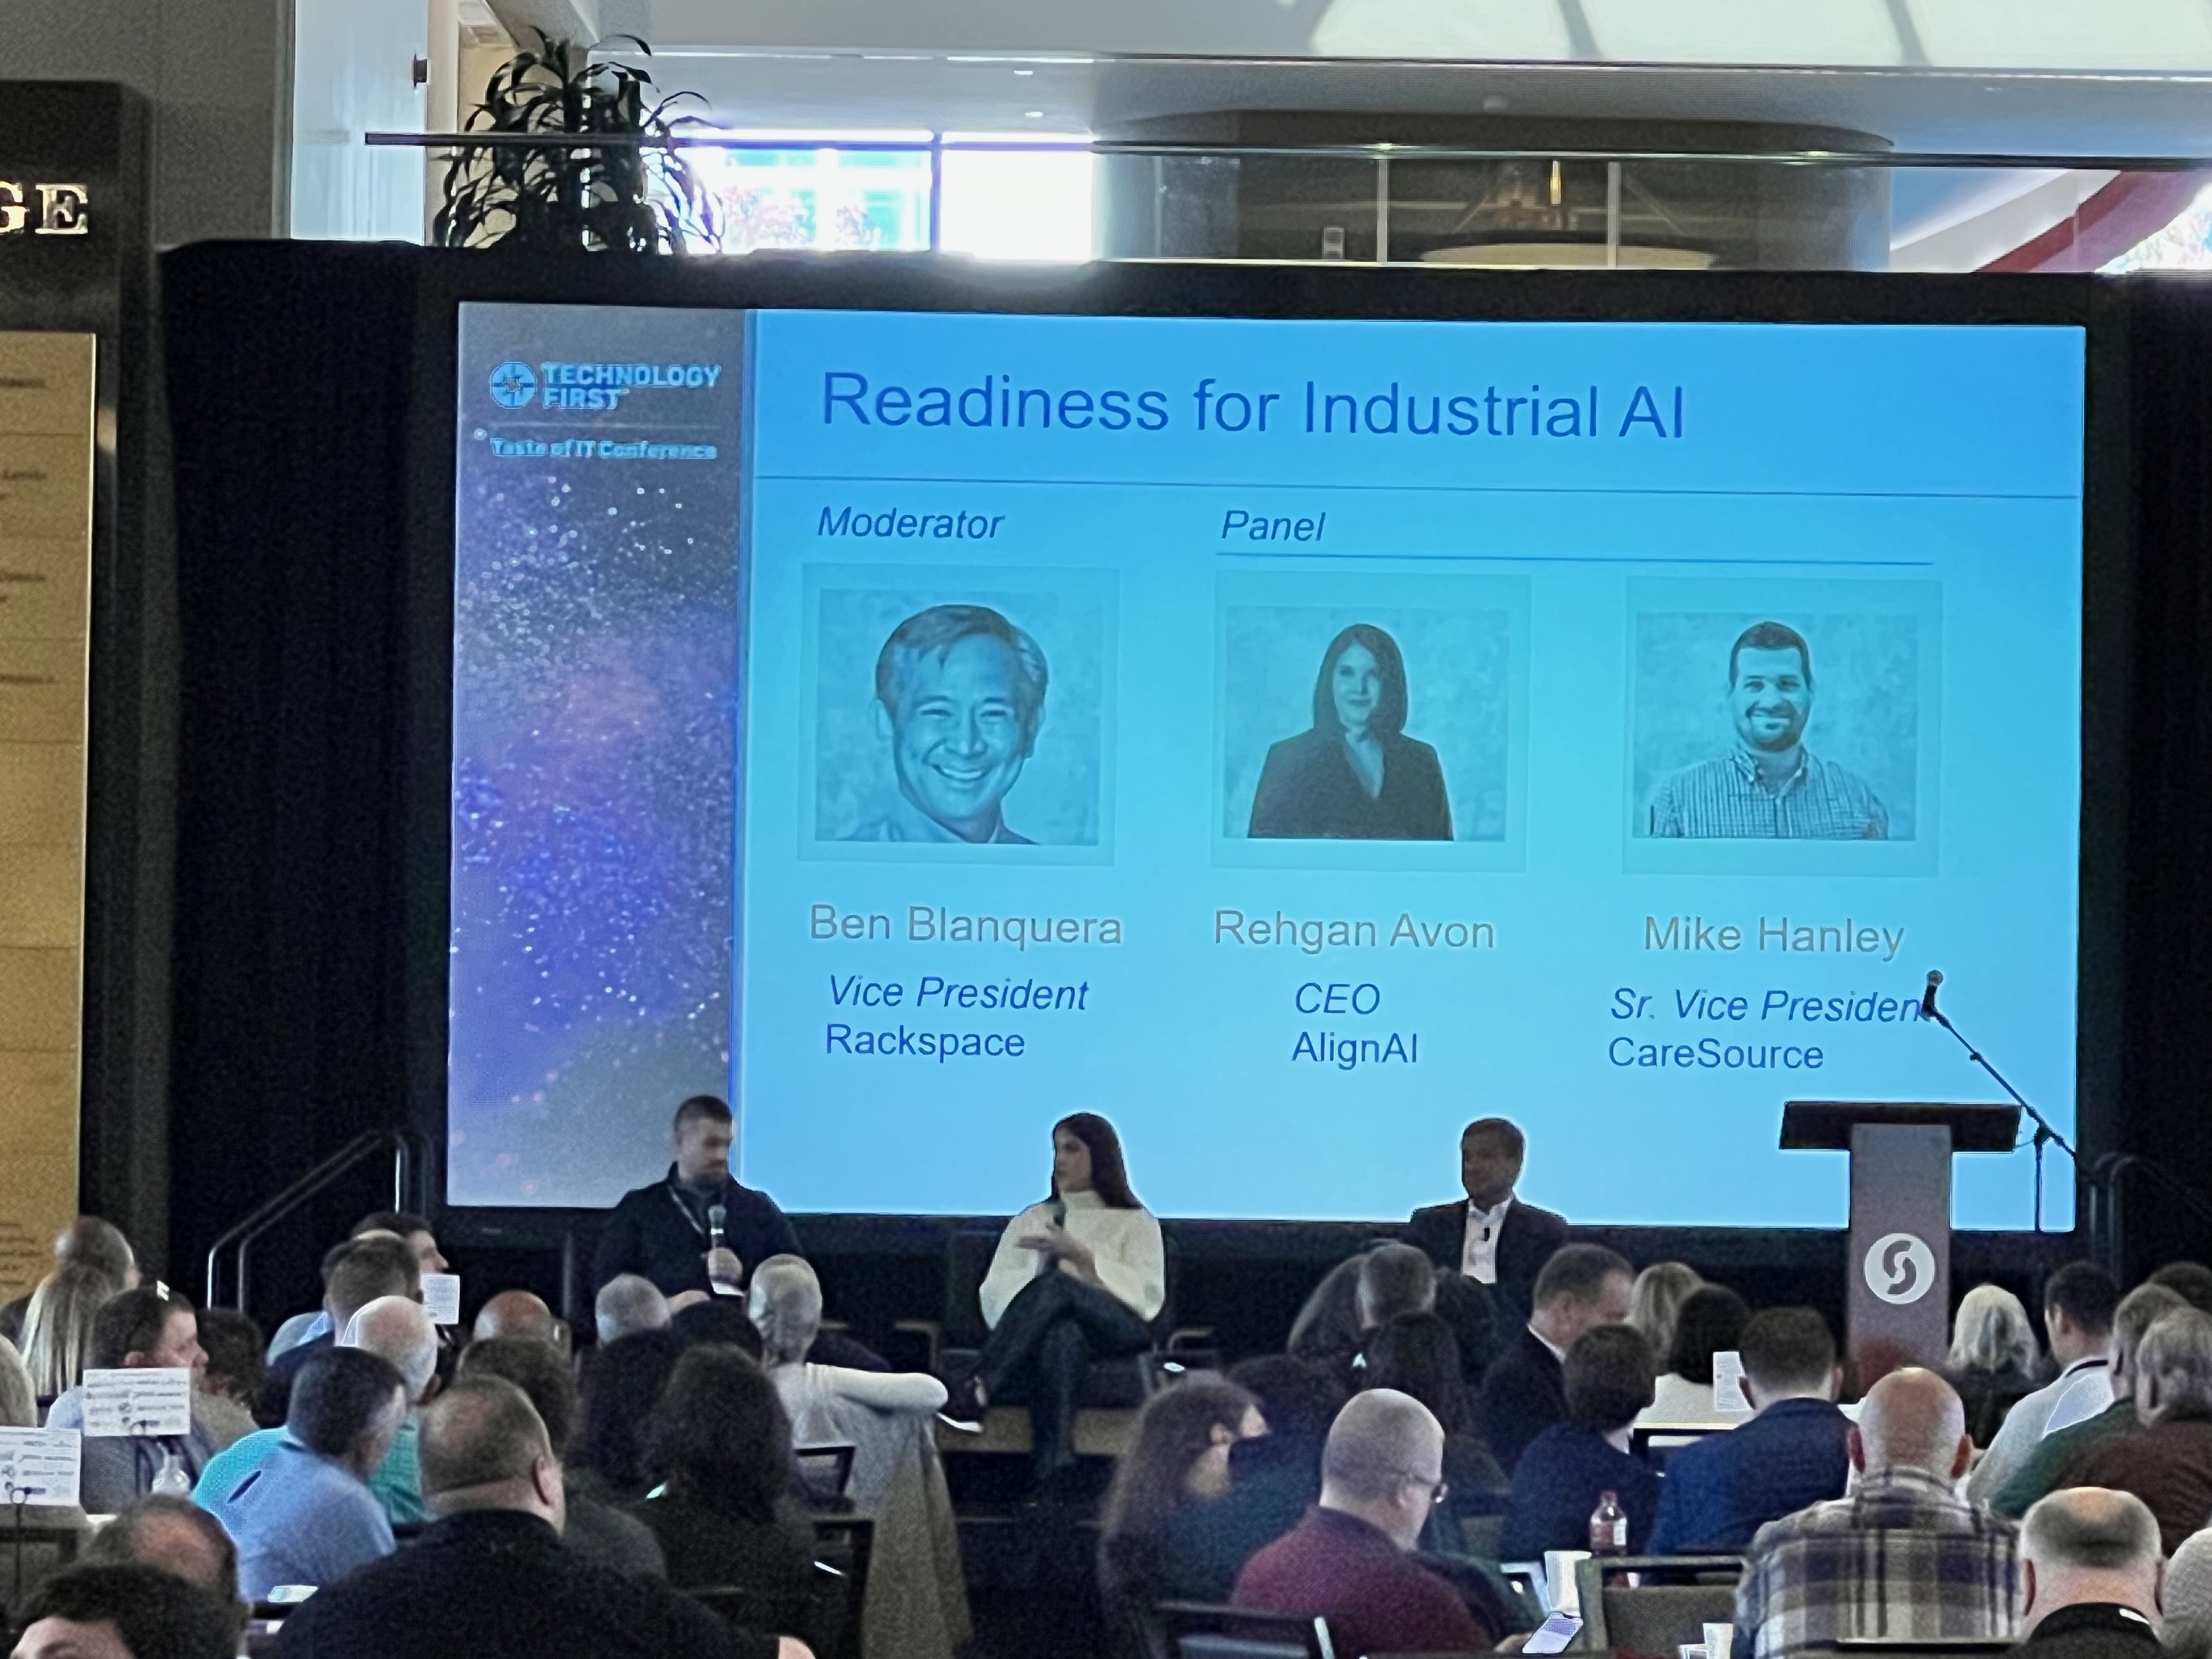 GE
TECHNOLOGY
FIRST
Taste of IT Conference
Readiness for Industrial AI
Moderator
Panel
Ben Blanquera
Rehgan Avon
Mike Hanley
Vice President
CEO
Sr. Vice Presiden
Rackspace
AlignAI
CareSource